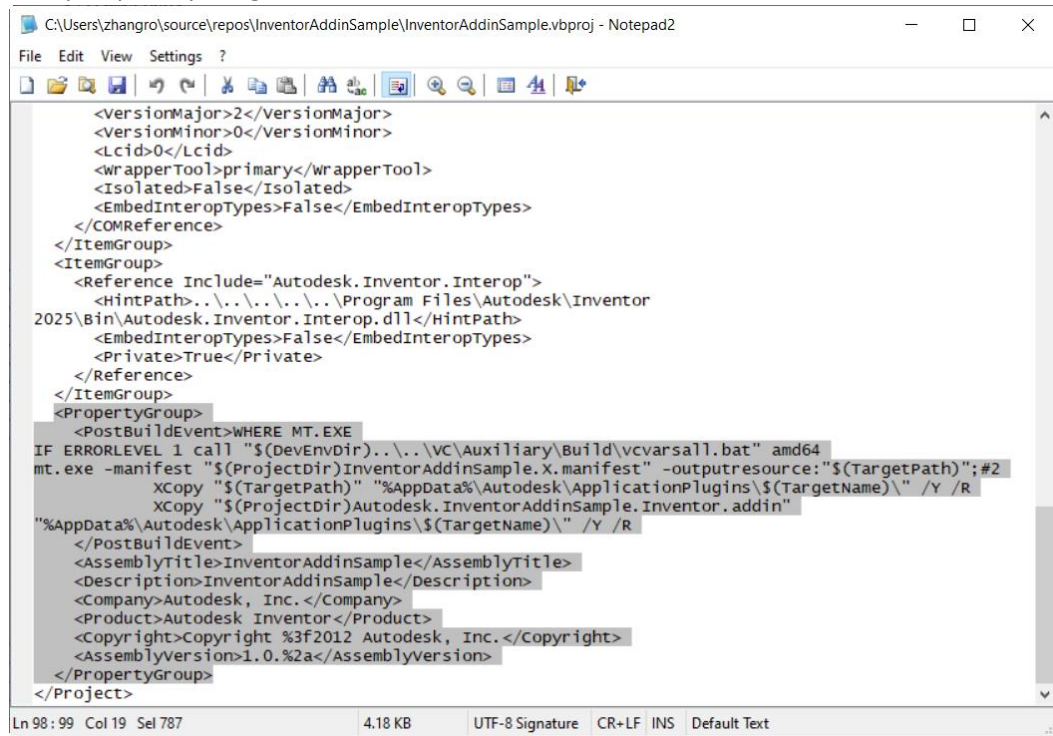 C:\Users\zhangro\source\repos\InventorAddinSample\InventorAddinSample.vbproj - Notepad2
File Edit View Settings ?
<VersionMajor>2</VersionMajor>
<VersionMinor>0</VersionMinor>
<Lcid>0</Lcid>
<WrapperTool>primary</WrapperTool>
<Isolated>False</Isolated>
<EmbedInteropTypes>False</EmbedInteropTypes>
</COMReference>
</ItemGroup>
<ItemGroup>
<Reference Include="Autodesk.Inventor.Interop">
<HintPath>..\..\..\..\..\Program Files\Autodesk\Inventor
2025\Bin\Autodesk.Inventor.Interop.dll</HintPath>
<EmbedInteropTypes>False</EmbedInteropTypes>
<Private>True</Private>
</Reference>
</ItemGroup>
<PropertyGroup>
<PostBuildEvent>WHERE MT.EXE
IF ERRORLEVEL 1 call "$(DevEnvDir)..\..\VC\Auxiliary\Build\vcvarsall.bat" amd64
mt.exe -manifest "$(ProjectDir)InventorAddinSample.X.manifest" -outputresource:"$(TargetPath)";#2
XCopy "$(TargetPath)" "%AppData%\Autodesk\ApplicationPlugins\$(TargetName)\" /Y /R
XCopy "$(ProjectDir)Autodesk.InventorAddinSample.Inventor.addin"
"%AppData%\Autodesk\ApplicationPlugins\$(TargetName)\" /Y /R
</PostBuildEvent>
<AssemblyTitle>InventorAddinSample</AssemblyTitle>
<Description>InventorAddinSample</Description>
<Company>Autodesk, Inc.</Company>
<Product>Autodesk Inventor</Product>
<Copyright>Copyright %3f2012 Autodesk, Inc.</Copyright>
<AssemblyVersion>1.0.%2a</AssemblyVersion>
</PropertyGroup>
</Project>
Ln 98 : 99 Col 19 Sel 787 4.18 KB UTF-8 Signature CR+LF INS Default Text